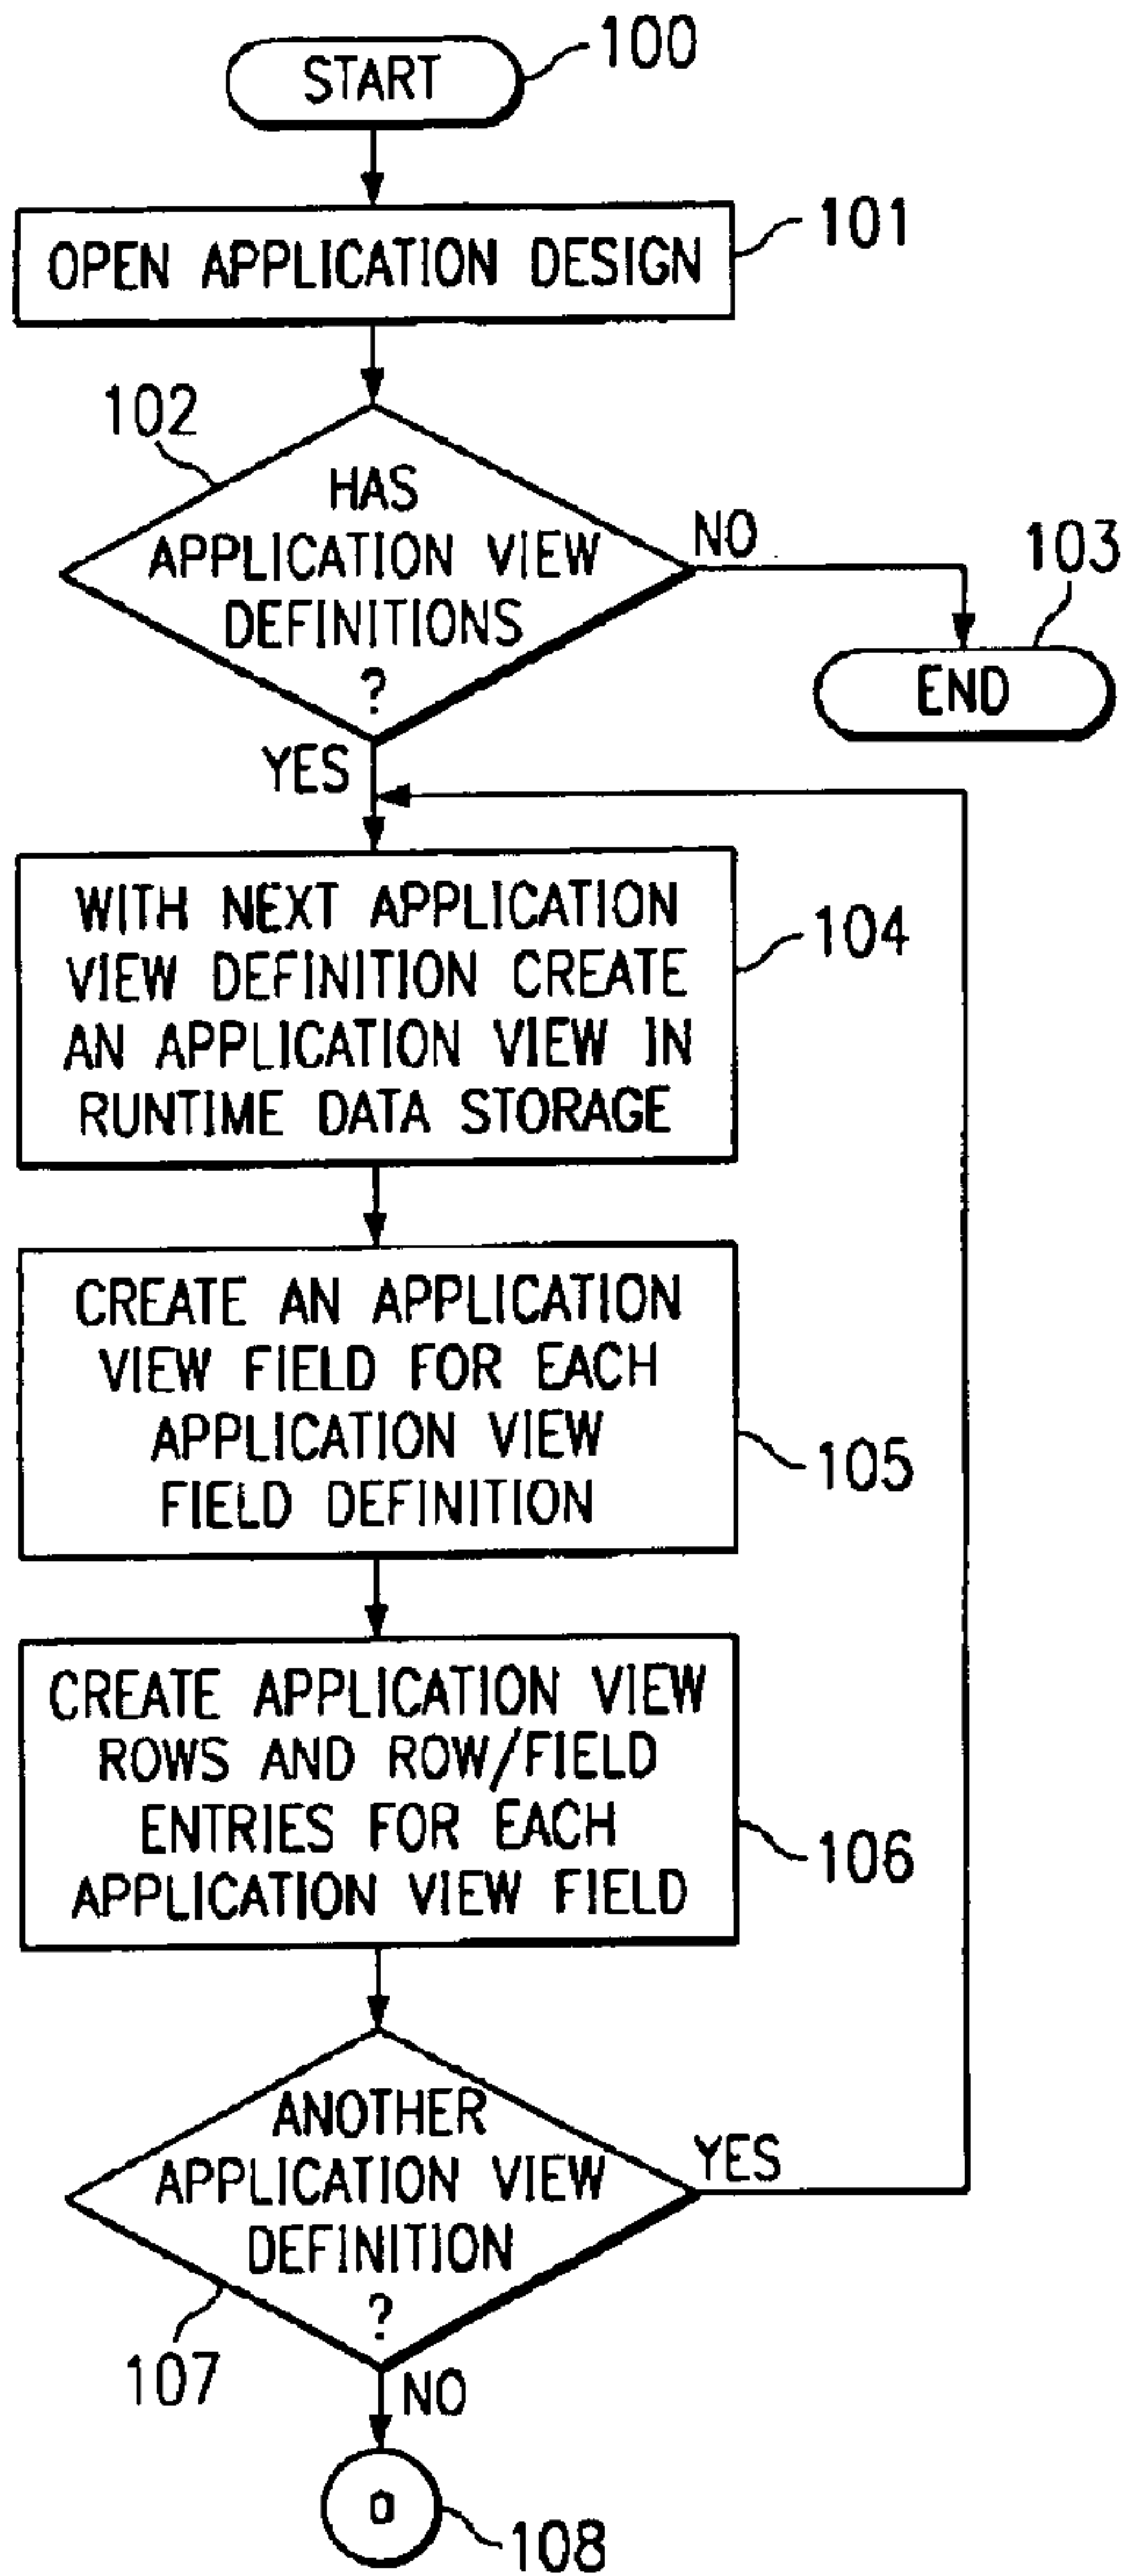 START
100
OPEN APPLICATION DESIGN
101
102
HAS
APPLICATION VIEW
DEFINITIONS
?
NO
103
END
YES
WITH NEXT APPLICATION
VIEW DEFINITION CREATE
AN APPLICATION VIEW IN
RUNTIME DATA STORAGE
104
CREATE AN APPLICATION
VIEW FIELD FOR EACH
APPLICATION VIEW
FIELD DEFINITION
105
CREATE APPLICATION VIEW
ROWS AND ROW/FIELD
ENTRIES FOR EACH
APPLICATION VIEW FIELD
106
ANOTHER
APPLICATION VIEW
DEFINITION
?
YES
107
NO
108